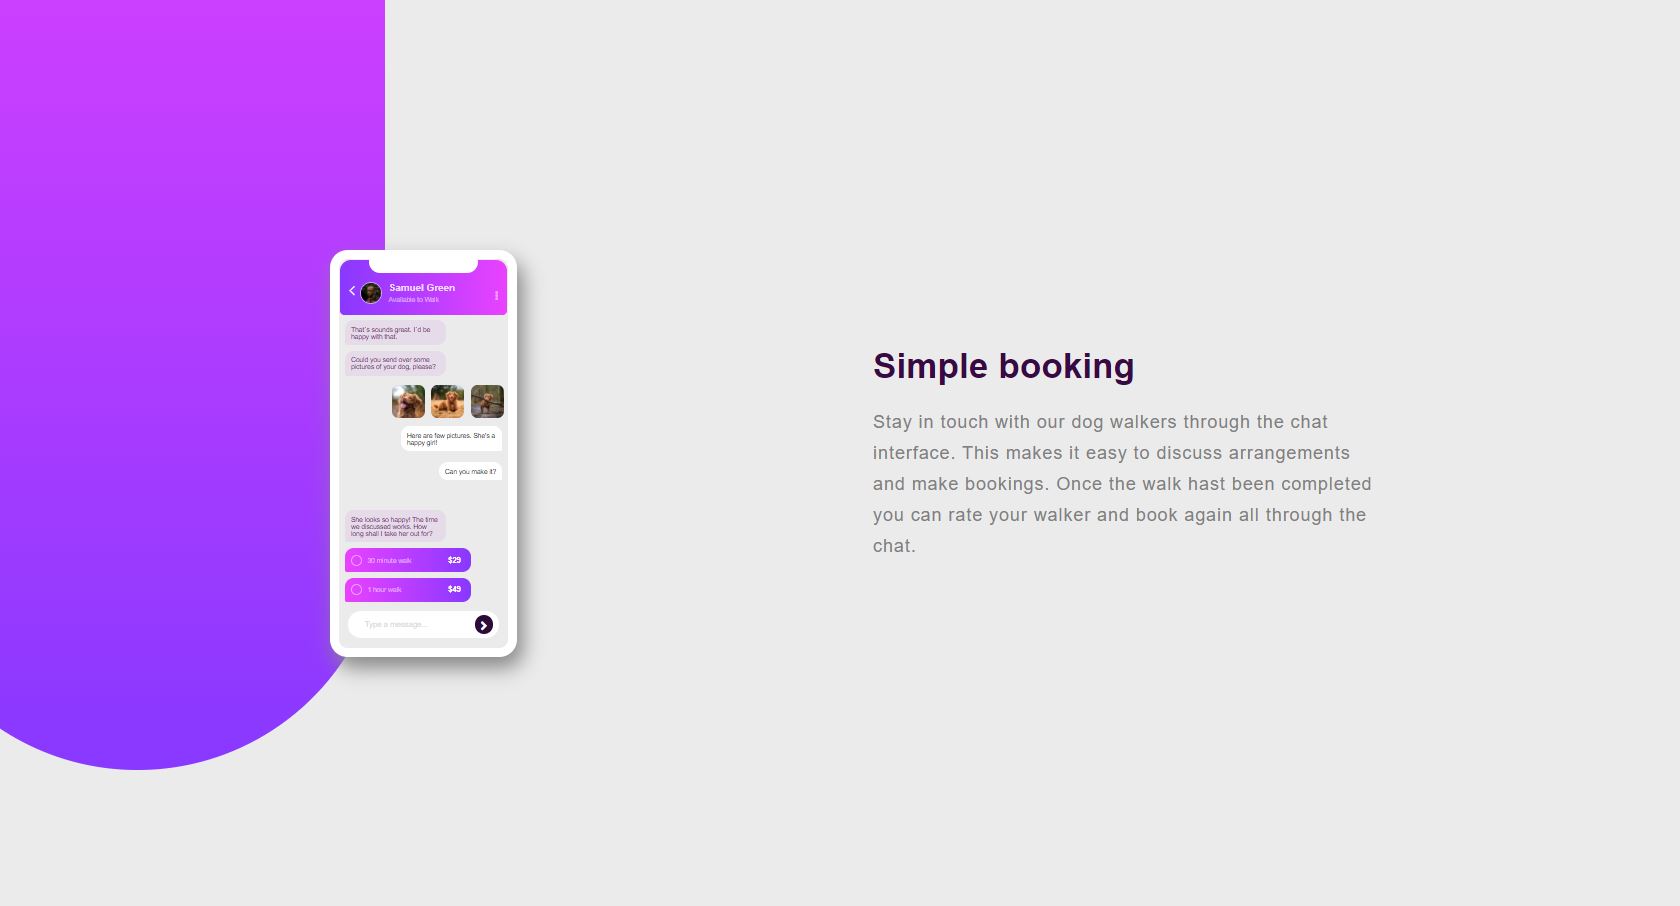 Samuel Green
Available to Walk
That's sounds great. I'd be
happy with that.
Could you send over some
pictures of your dog, please?
Here are few pictures. She's a
happy girl!
Can you make it?
She looks so happy! The time
we discussed works. How
long shall I take her out for?
30 minute walk $29
1 hour walk $49
Type a message...
Simple booking
Stay in touch with our dog walkers through the chat
interface. This makes it easy to discuss arrangements
and make bookings. Once the walk hast been completed
you can rate your walker and book again all through the
chat.